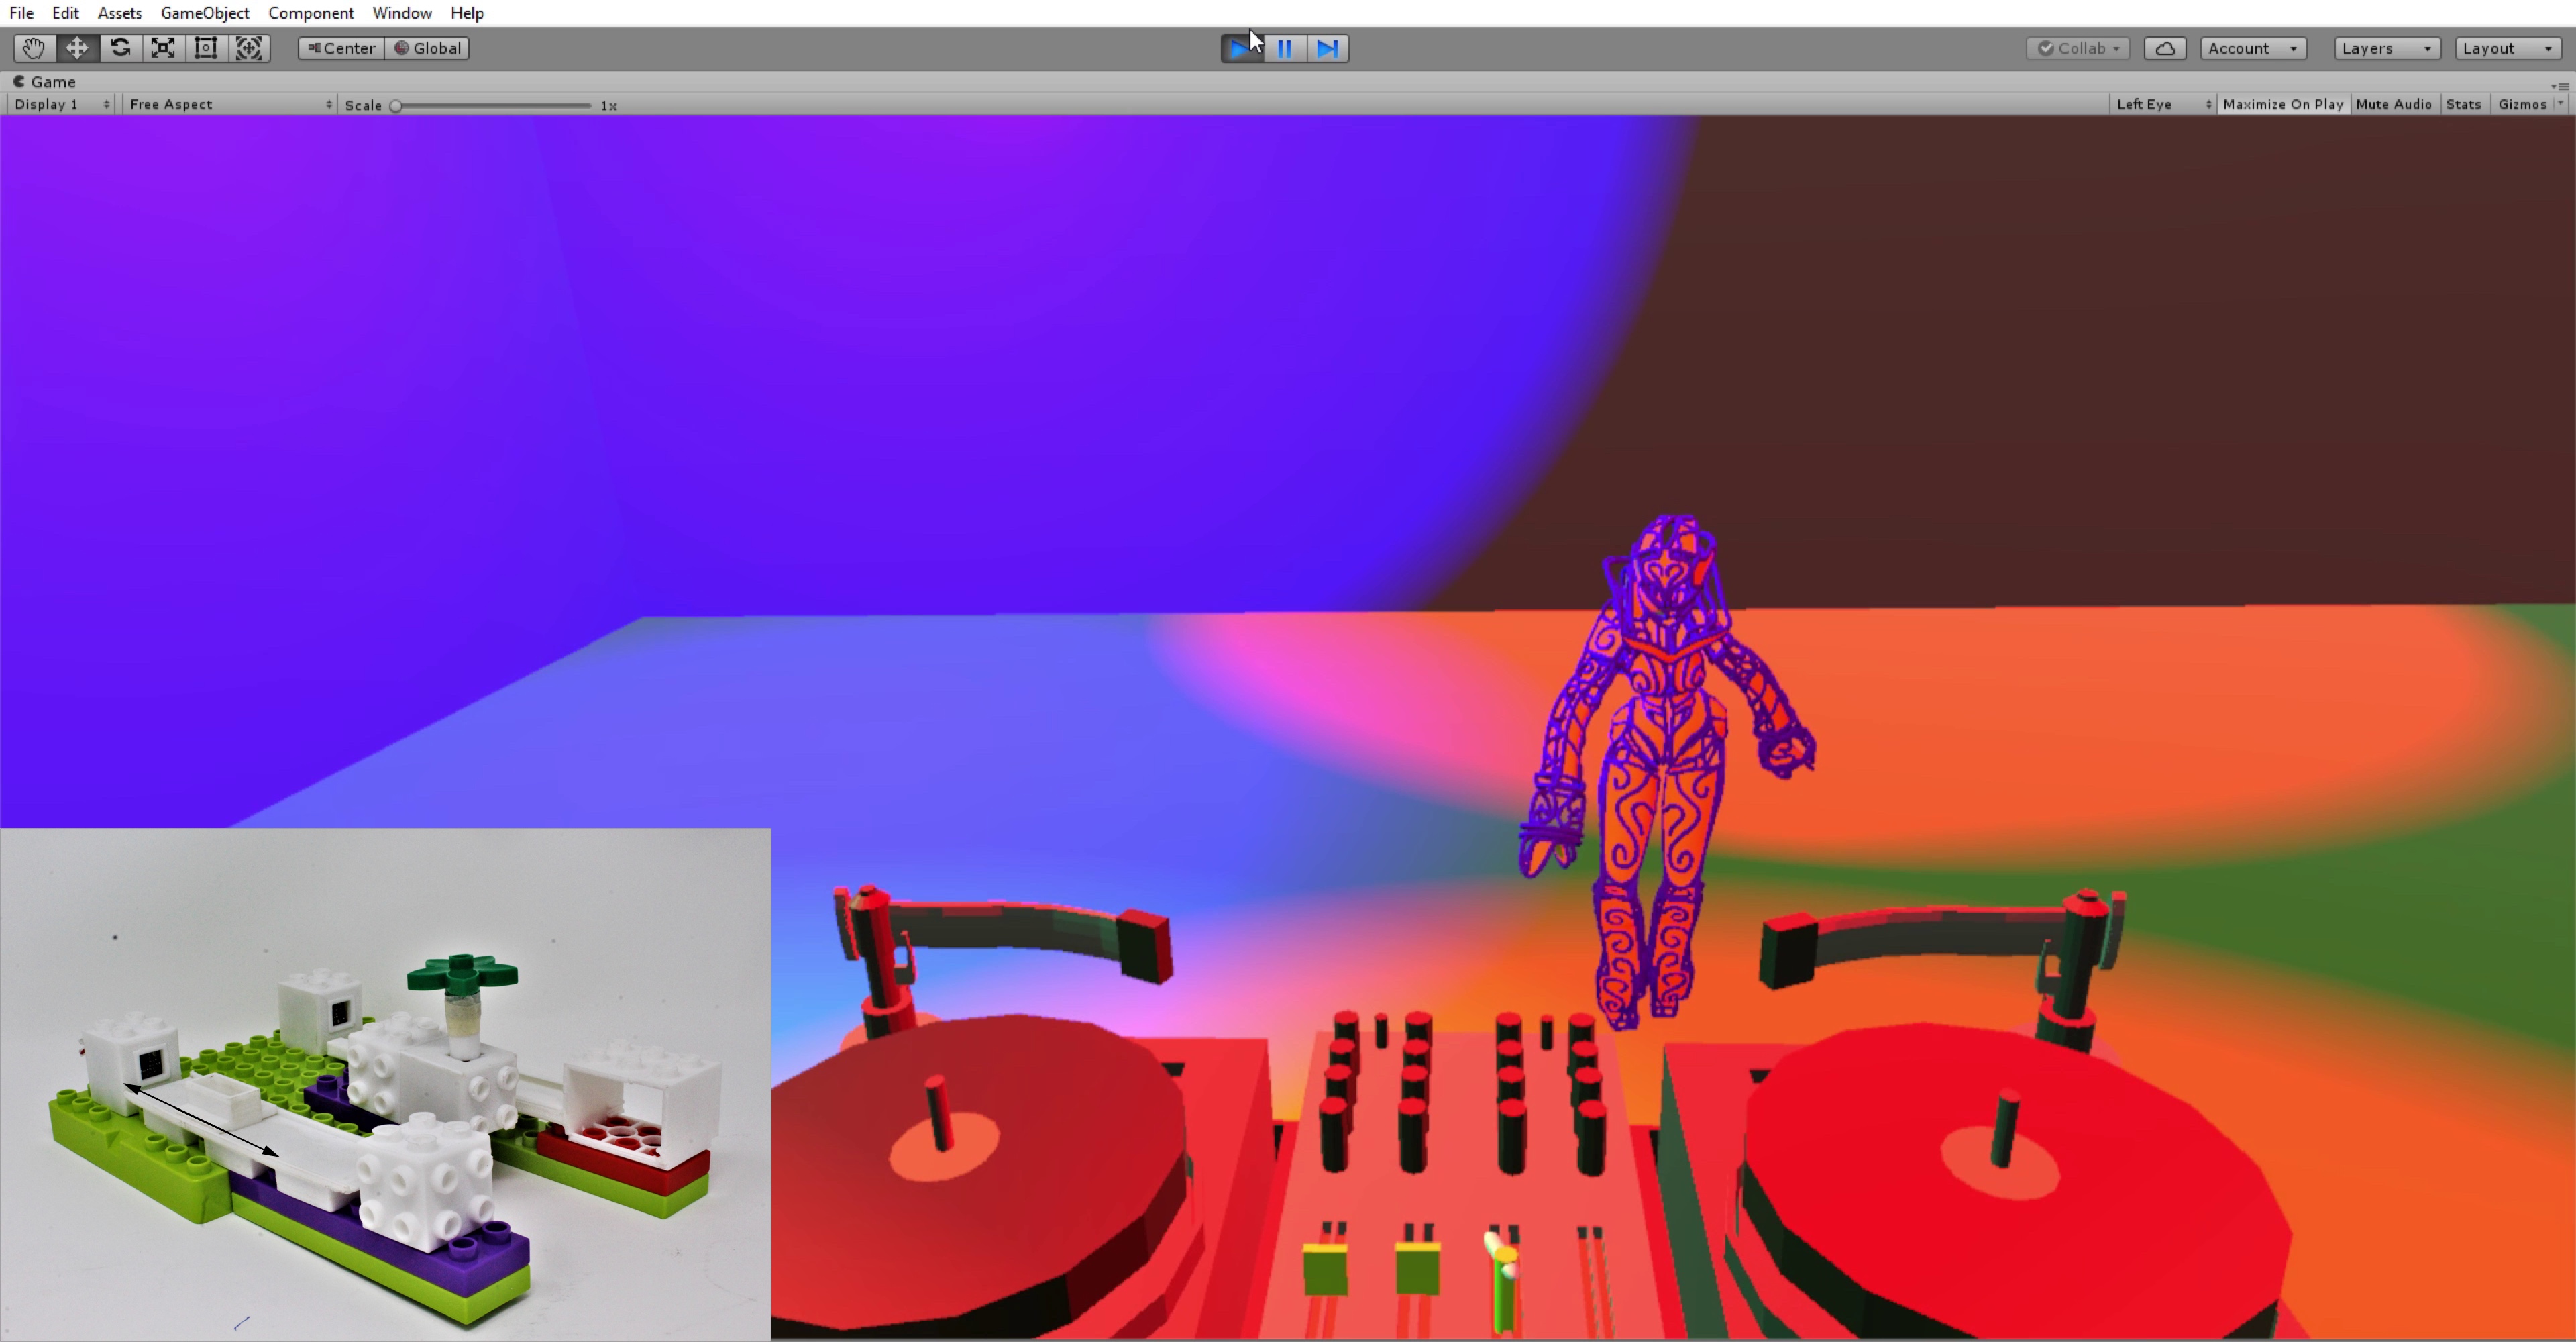 File Edit Assets GameObject Component Window Help
Center Global Collab Account Layers Layout
Game
Display 1 Free Aspect Scale 1x Left Eye Maximize On Play Mute Audio Stats Gizmos